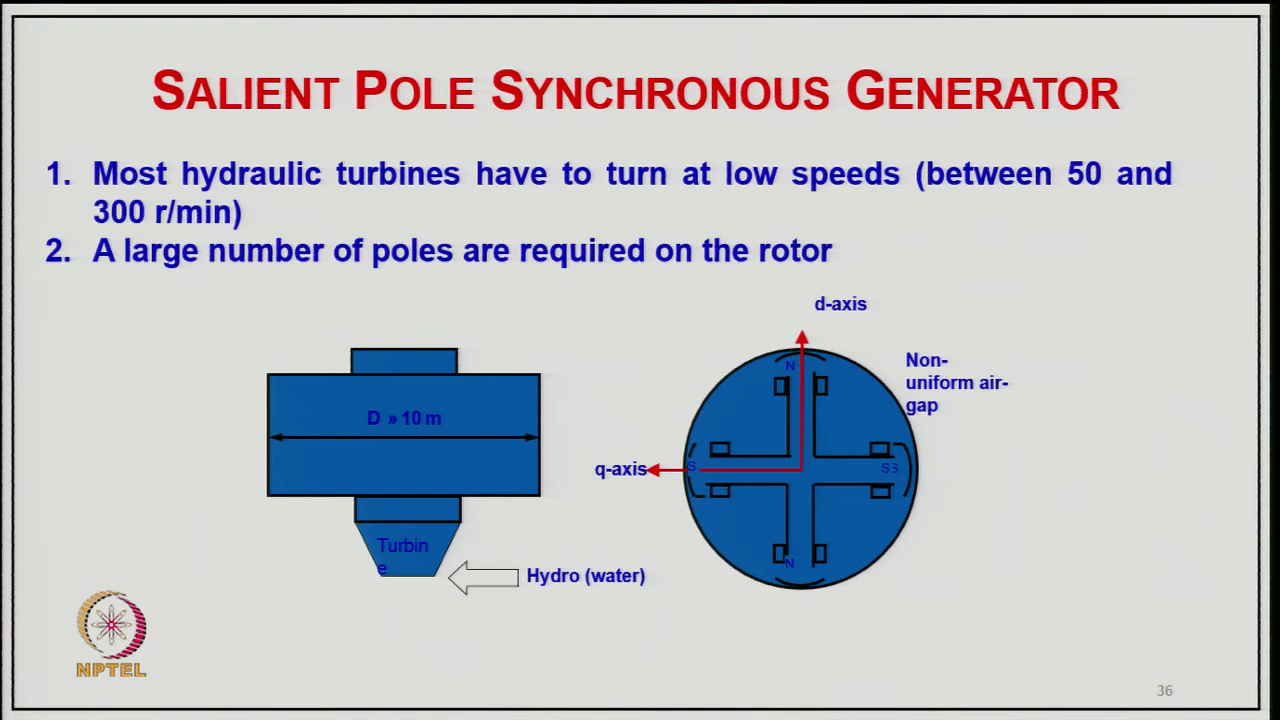 SALIENT POLE SYNCHRONOUS GENERATOR
1. Most hydraulic turbines have to turn at low speeds (between 50 and
300 r/min)
2. A large number of poles are required on the rotor
d-axis
N
Non-
uniform air-
gap
D » 10 m
q-axis
S
S
S
Turbin
e
N
Hydro (water)
NPTEL
36